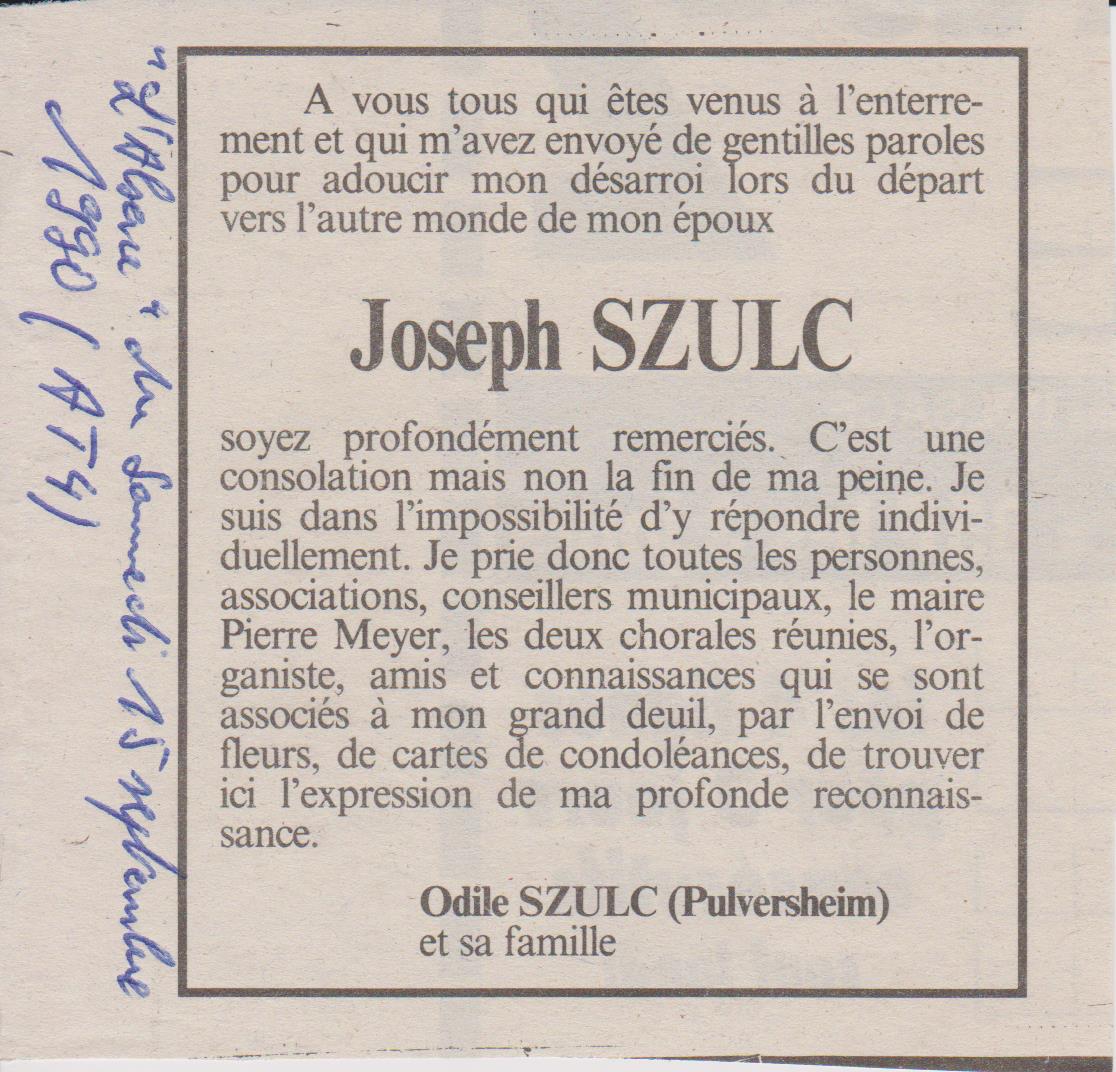 "L'Alsace" du Samedi 15 septembre
1990 (AT4)
A vous tous qui êtes venus à l'enterre-
ment et qui m'avez envoyé de gentilles paroles
pour adoucir mon désarroi lors du départ
vers l'autre monde de mon époux
Joseph SZULC
soyez profondément remerciés. C'est une
consolation mais non la fin de ma peine. Je
suis dans l'impossibilité d'y répondre indivi-
duellement. Je prie donc toutes les personnes,
associations, conseillers municipaux, le maire
Pierre Meyer, les deux chorales réunies, l'or-
ganiste, amis et connaissances qui se sont
associés à mon grand deuil, par l'envoi de
fleurs, de cartes de condoléances, de trouver
ici l'expression de ma profonde reconnais-
sance.
Odile SZULC (Pulversheim)
et sa famille